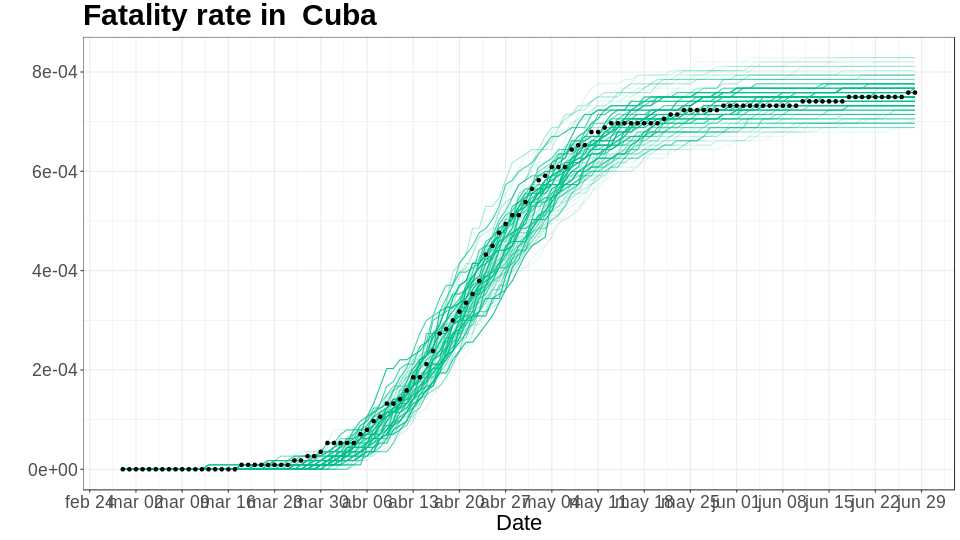 Fatality rate in  Cuba
8e-04
6e-04
4e-04
2e-04
0e+00
feb 24 mar 02 mar 09 mar 16 mar 23 mar 30 abr 06 abr 13 abr 20 abr 27 may 04 may 11 may 18 may 25 jun 01 jun 08 jun 15 jun 22 jun 29
Date